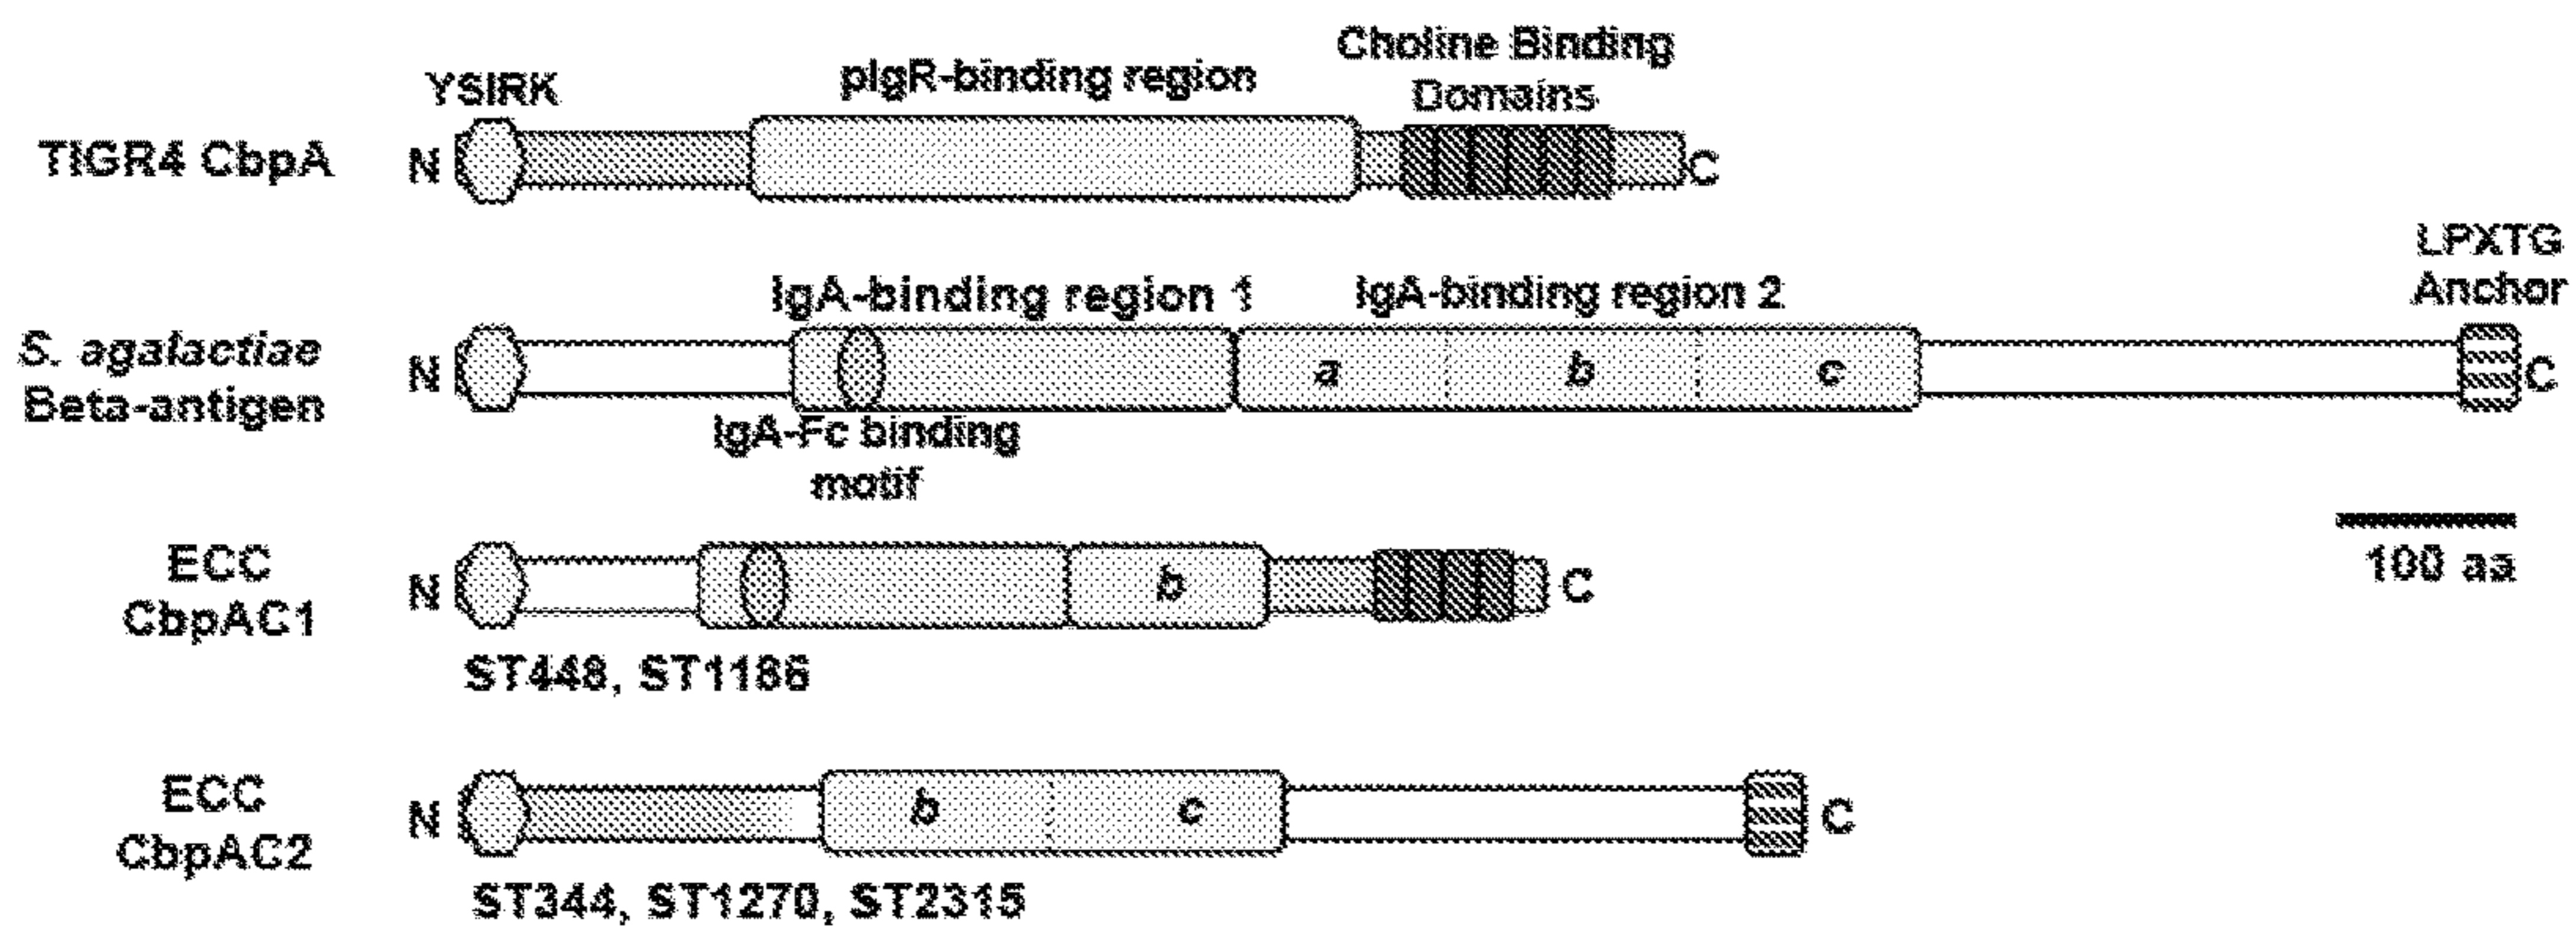 YSIRK
pIgR-binding region
Choline Binding
Domains
TIGR4 CbpA
N
C
LPXTG
Anchor
IgA-binding region 1
IgA-binding region 2
S. agalactiae
Beta-antigen
N
a
b
c
C
IgA-Fc binding
motif
100 aa
ECC
CbpAC1
N
b
C
ST448, ST1186
ECC
CbpAC2
N
b
c
C
ST344, ST1270, ST2315